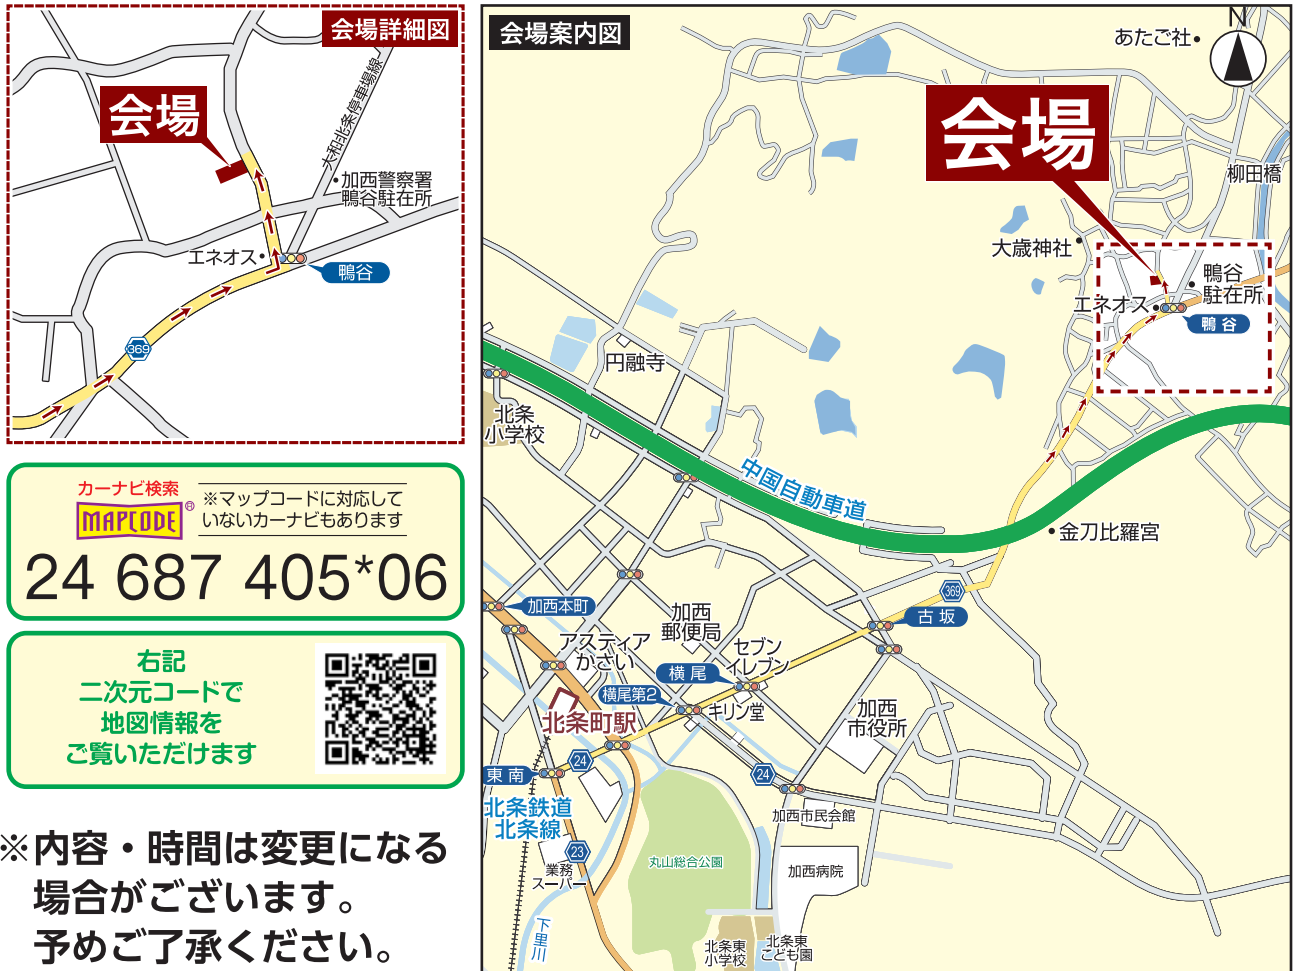 会場詳細図
会場
大和北条停車場線
加西警察署
鴨谷駐在所
エネオス
鴨谷
369
カーナビ検索
MAPCODE®
※マップコードに対応して
いないカーナビもあります
24 687 405*06
右記
二次元コードで
地図情報を
ご覧いただけます
※内容・時間は変更になる
場合がございます。
予めご了承ください。
会場案内図
N
あたご社
会場
柳田橋
大歳神社
鴨谷
駐在所
エネオス
鴨谷
円融寺
北条
小学校
中国自動車道
金刀比羅宮
369
加西本町
古坂
加西
郵便局
アスティア
かさい
セブン
イレブン
横尾
横尾第2
キリン堂
北条町駅
加西
市役所
24
24
東南
北条鉄道
北条線
加西市民会館
23
業務
スーパー
丸山総合公園
加西病院
下里川
北条東
小学校
北条東
こども園